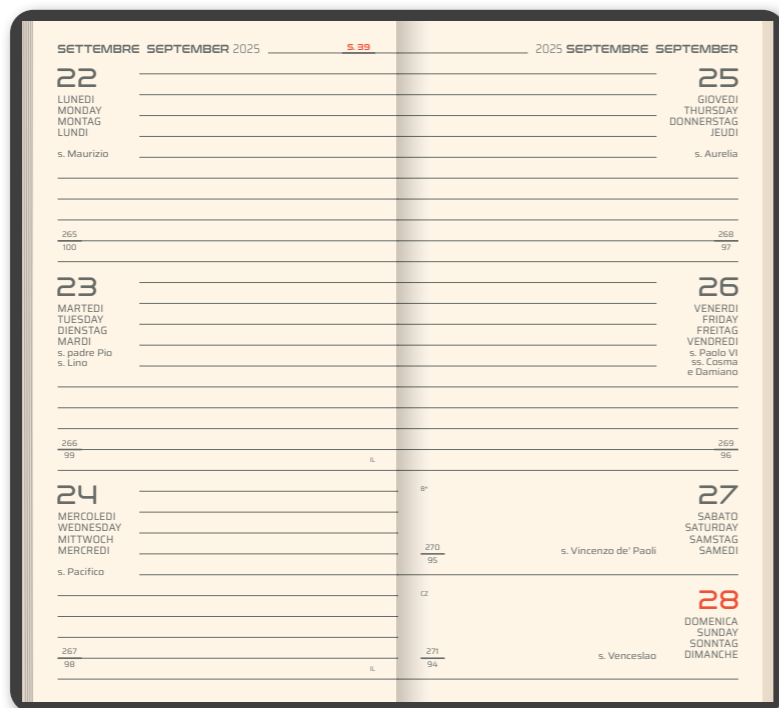 SETTEMBRE SEPTEMBER 2025
S. 39
22
LUNEDI
MONDAY
MONTAG
LUNDI
s. Maurizio
265
100
23
MARTEDI
TUESDAY
DIENSTAG
MARDI
s. padre Pio
s. Lino
266
99
IL
24
MERCOLEDI
WEDNESDAY
MITTWOCH
MERCREDI
s. Pacifico
267
98
IL
2025 SEPTEMBRE SEPTEMBER
25
GIOVEDI
THURSDAY
DONNERSTAG
JEUDI
s. Aurelia
268
97
26
VENERDI
FRIDAY
FREITAG
VENDREDI
s. Paolo VI
ss. Cosma
e Damiano
269
96
B*
27
SABATO
SATURDAY
SAMSTAG
SAMEDI
270
95
s. Vincenzo de' Paoli
CZ
28
DOMENICA
SUNDAY
SONNTAG
DIMANCHE
271
94
s. Venceslao